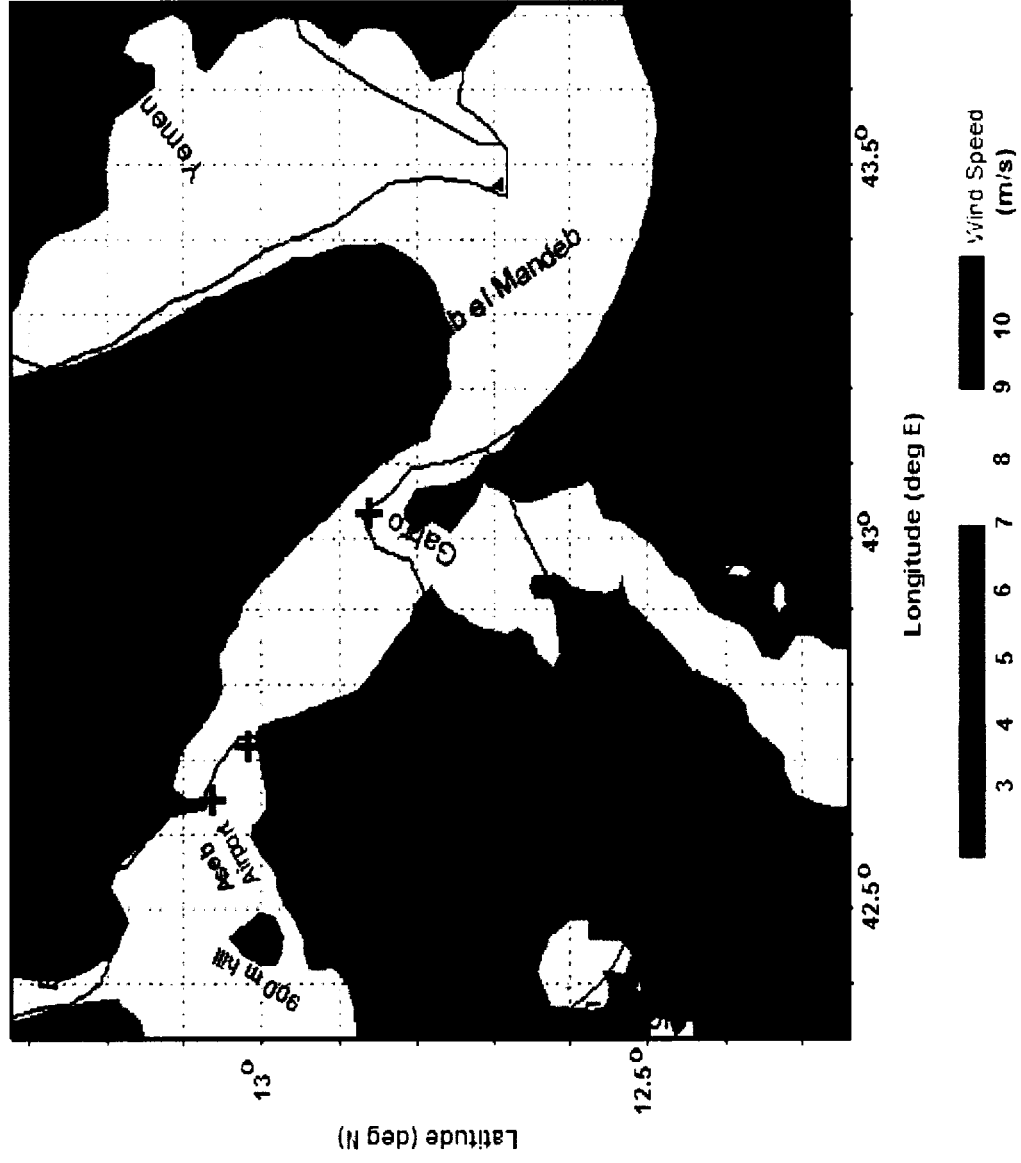 Yemen
b el Mandeb
Gahro
Aseb
Airport
900 m hill
13°
12.5°
Latitude (deg N)
42.5°
43°
43.5°
Longitude (deg E)
3 4 5 6 7 8 9 10
Wind Speed
(m/s)